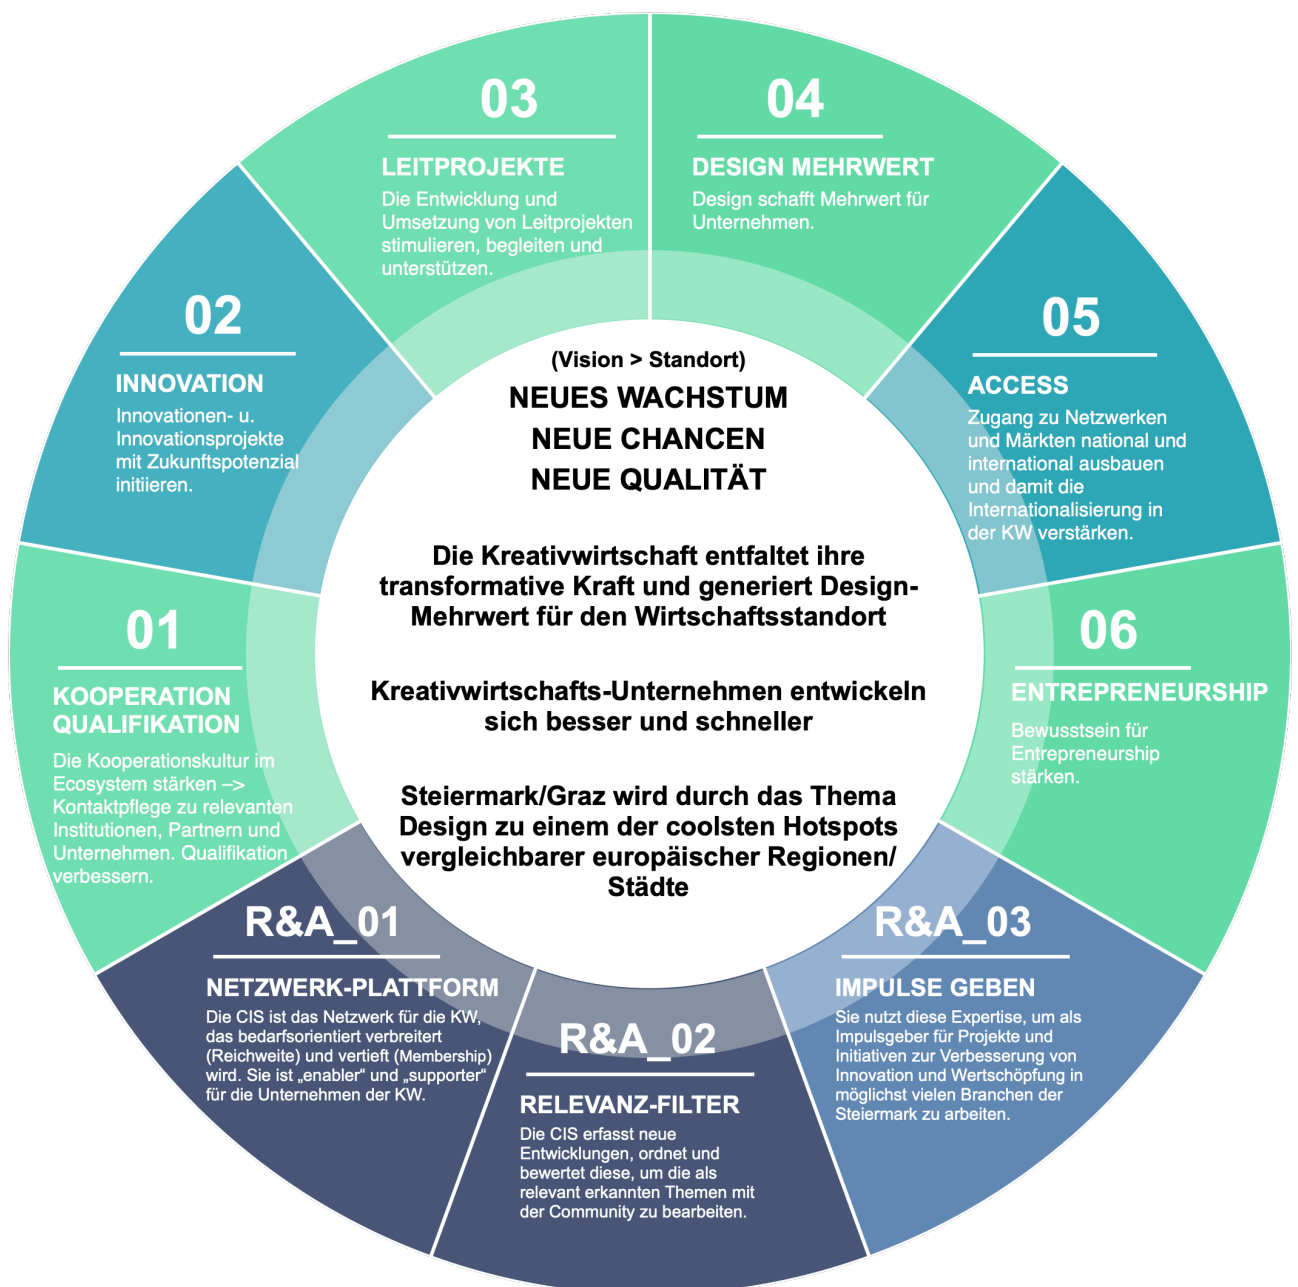 03
LEITPROJEKTE
Die Entwicklung und
Umsetzung von Leitprojekten
stimulieren, begleiten und
unterstützen.
04
DESIGN MEHRWERT
Design schafft Mehrwert für
Unternehmen.
02
INNOVATION
Innovationen- u.
Innovationsprojekte
mit Zukunftspotenzial
initiieren.
05
ACCESS
Zugang zu Netzwerken
und Märkten national und
international ausbauen
und damit die
Internationalisierung in
der KW verstärken.
(Vision > Standort)
NEUES WACHSTUM
NEUE CHANCEN
NEUE QUALITÄT
Die Kreativwirtschaft entfaltet ihre
transformative Kraft und generiert Design-
Mehrwert für den Wirtschaftsstandort
Kreativwirtschafts-Unternehmen entwickeln
sich besser und schneller
Steiermark/Graz wird durch das Thema
Design zu einem der coolsten Hotspots
vergleichbarer europäischer Regionen/
Städte
01
KOOPERATION
QUALIFIKATION
Die Kooperationskultur im
Ecosystem stärken –>
Kontaktpflege zu relevanten
Institutionen, Partnern und
Unternehmen. Qualifikation
verbessern.
06
ENTREPRENEURSHIP
Bewusstsein für
Entrepreneurship
stärken.
R&A_01
NETZWERK-PLATTFORM
Die CIS ist das Netzwerk für die KW,
das bedarfsorientiert verbreitert
(Reichweite) und vertieft (Membership)
wird. Sie ist „enabler“ und „supporter“
für die Unternehmen der KW.
R&A_02
RELEVANZ-FILTER
Die CIS erfasst neue
Entwicklungen, ordnet und
bewertet diese, um die als
relevant erkannten Themen mit
der Community zu bearbeiten.
R&A_03
IMPULSE GEBEN
Sie nutzt diese Expertise, um als
Impulsgeber für Projekte und
Initiativen zur Verbesserung von
Innovation und Wertschöpfung in
möglichst vielen Branchen der
Steiermark zu arbeiten.